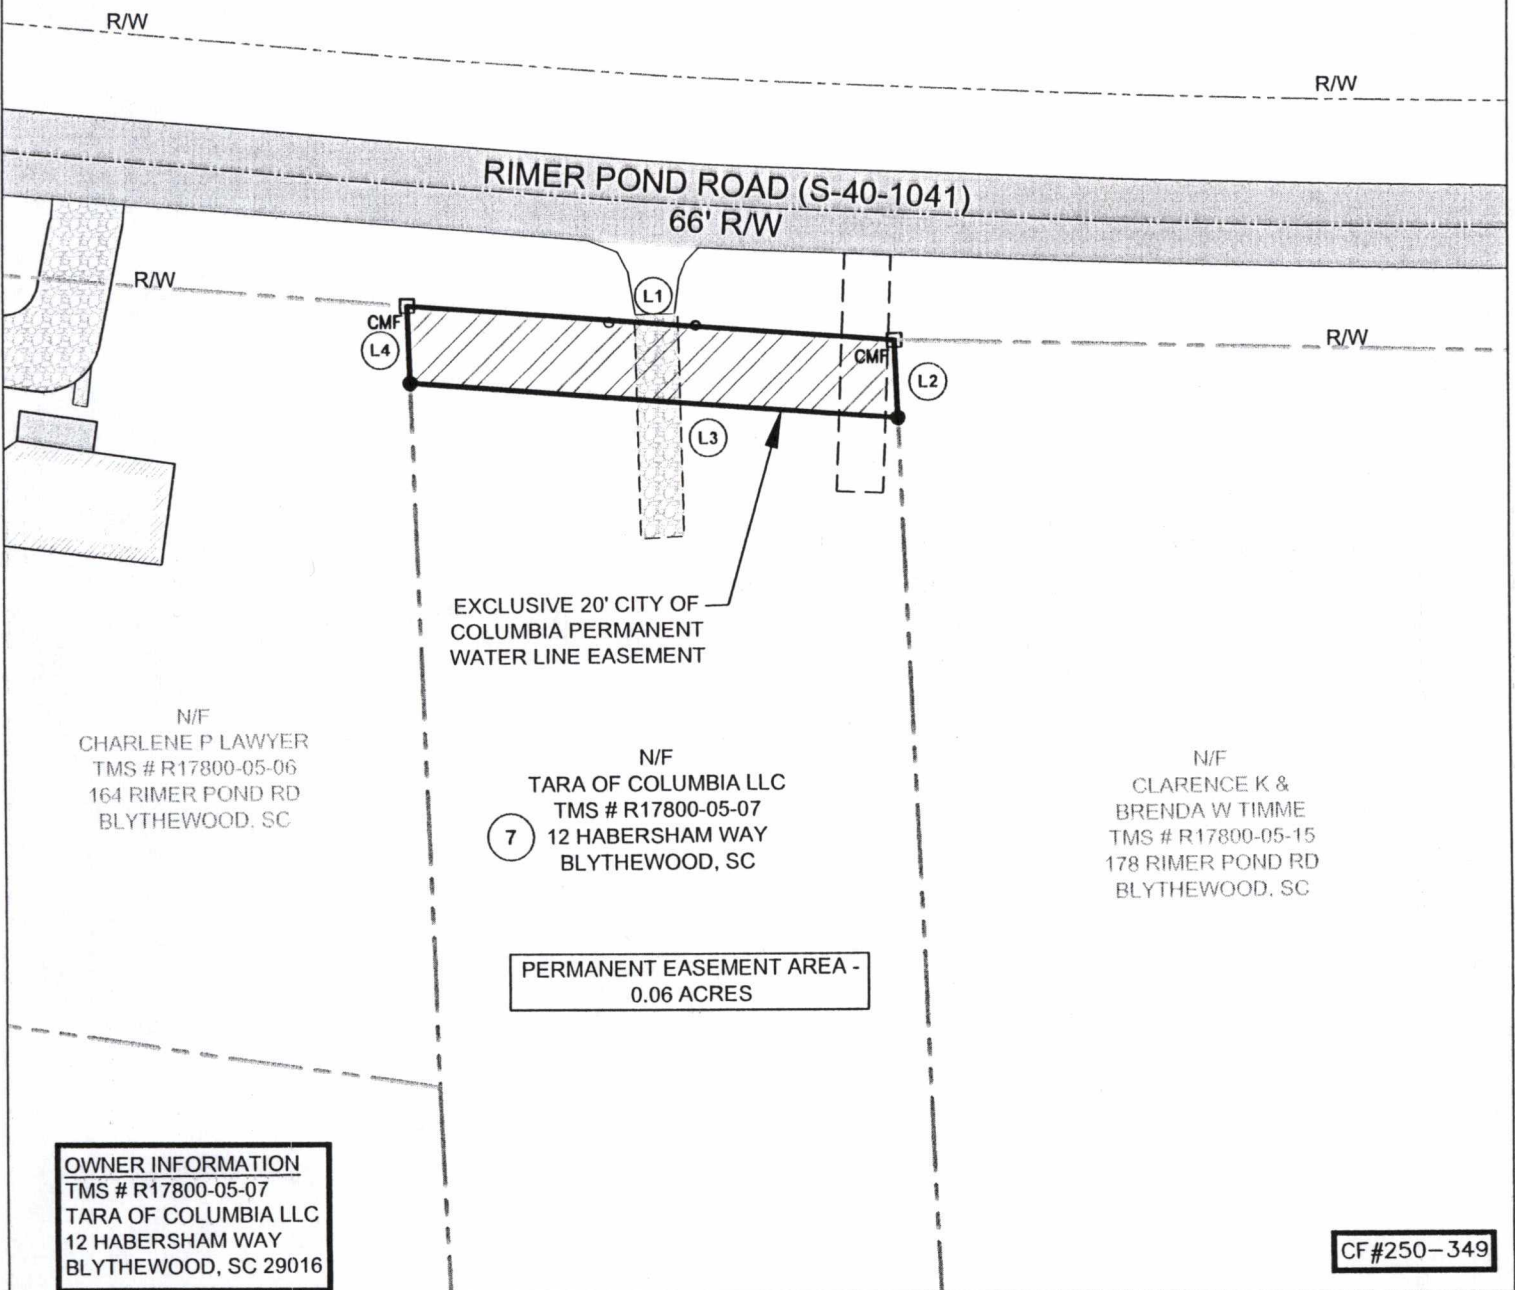 R/W
R/W
RIMER POND ROAD (S-40-1041)
66' R/W
R/W
L1
CMF
L4
R/W
CMF
L2
L3
EXCLUSIVE 20' CITY OF
COLUMBIA PERMANENT
WATER LINE EASEMENT
N/F
CHARLENE P LAWYER
TMS # R17800-05-06
164 RIMER POND RD
BLYTHEWOOD, SC
N/F
TARA OF COLUMBIA LLC
TMS # R17800-05-07
7 12 HABERSHAM WAY
BLYTHEWOOD, SC
N/F
CLARENCE K &
BRENDA W TIMME
TMS # R17800-05-15
178 RIMER POND RD
BLYTHEWOOD, SC
PERMANENT EASEMENT AREA -
0.06 ACRES
OWNER INFORMATION
TMS # R17800-05-07
TARA OF COLUMBIA LLC
12 HABERSHAM WAY
BLYTHEWOOD, SC 29016
CF#250-349